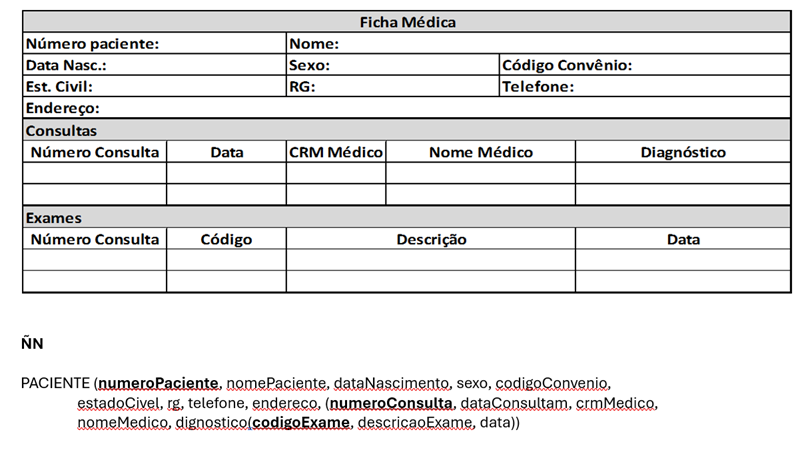 Ficha Médica
Número paciente: Nome:
Data Nasc.: Sexo: Código Convênio:
Est. Civil: RG: Telefone:
Endereço:
Consultas
Número Consulta Data CRM Médico Nome Médico Diagnóstico
Exames
Número Consulta Código Descrição Data
ÑN
PACIENTE (numeroPaciente, nomePaciente, dataNascimento, sexo, codigoConvenio,
estadoCivel, rg, telefone, endereco, (numeroConsulta, dataConsultam, crmMedico,
nomeMedico, dignostico(codigoExame, descricaoExame, data))